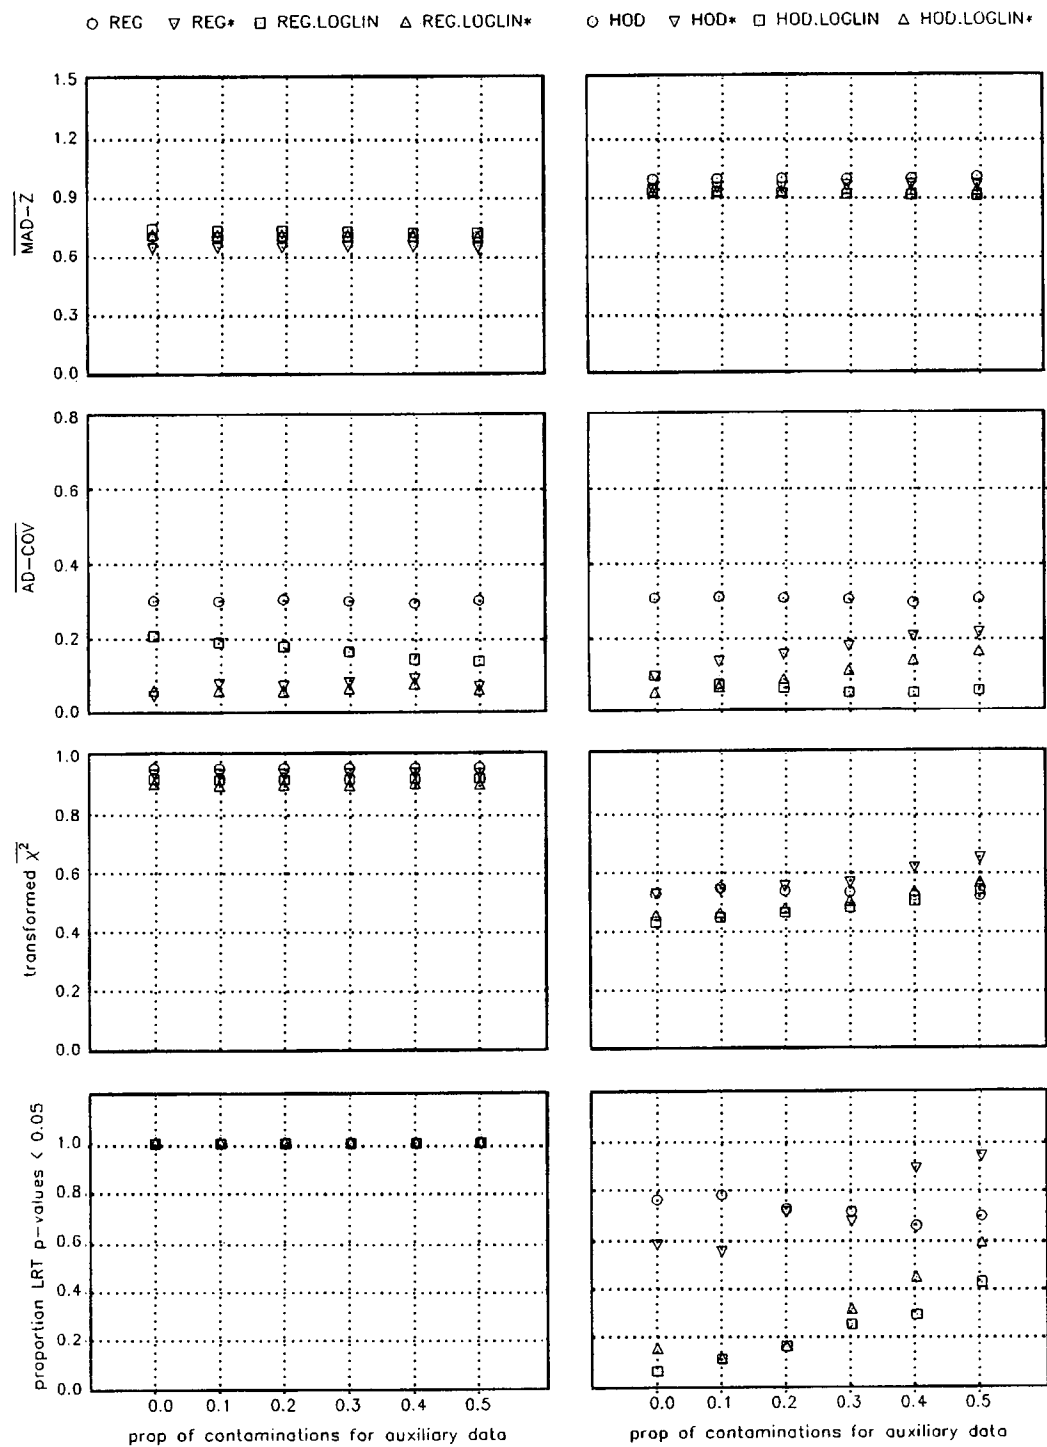 ○ REG ▽ REG* □ REG.LOGLIN △ REG.LOGLIN*
○ HOD ▽ HOD* □ HOD.LOGLIN △ HOD.LOGLIN*
MAD-Z
1.5
1.2
0.9
0.6
0.3
0.0
AD-COV
0.8
0.6
0.4
0.2
0.0
transformed χ²
1.0
0.8
0.6
0.4
0.2
0.0
proportion LRT p-values < 0.05
1.0
0.8
0.6
0.4
0.2
0.0
0.0 0.1 0.2 0.3 0.4 0.5
prop of contaminations for auxiliary data
0.0 0.1 0.2 0.3 0.4 0.5
prop of contaminations for auxiliary data